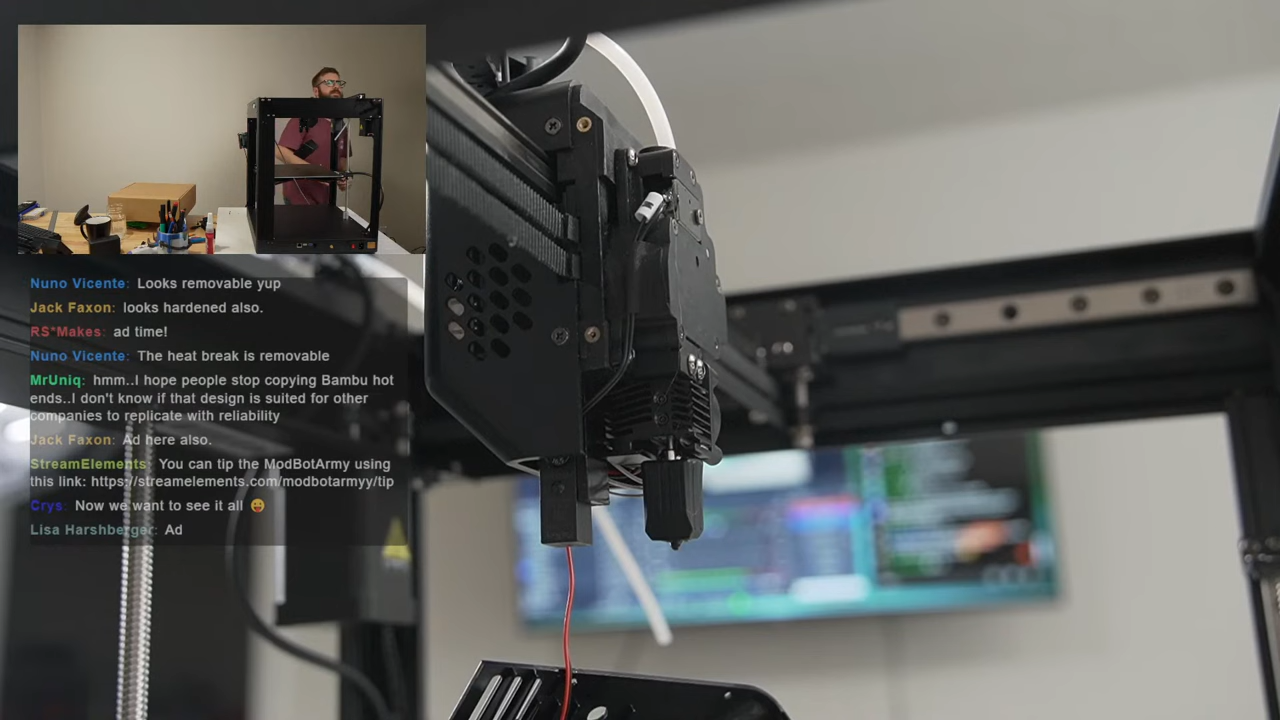 Nuno Vicente: Looks removable yup
Jack Faxon: looks hardened also.
RS*Makes: ad time!
Nuno Vicente: The heat break is removable
MrUniq: hmm..I hope people stop copying Bambu hot
ends..I don't know if that design is suited for other
companies to replicate with reliability
Jack Faxon: Ad here also.
StreamElements: You can tip the ModBotArmy using
this link: https://streamelements.com/modbotarmyy/tip
Crys: Now we want to see it all 😛
Lisa Harshberger: Ad